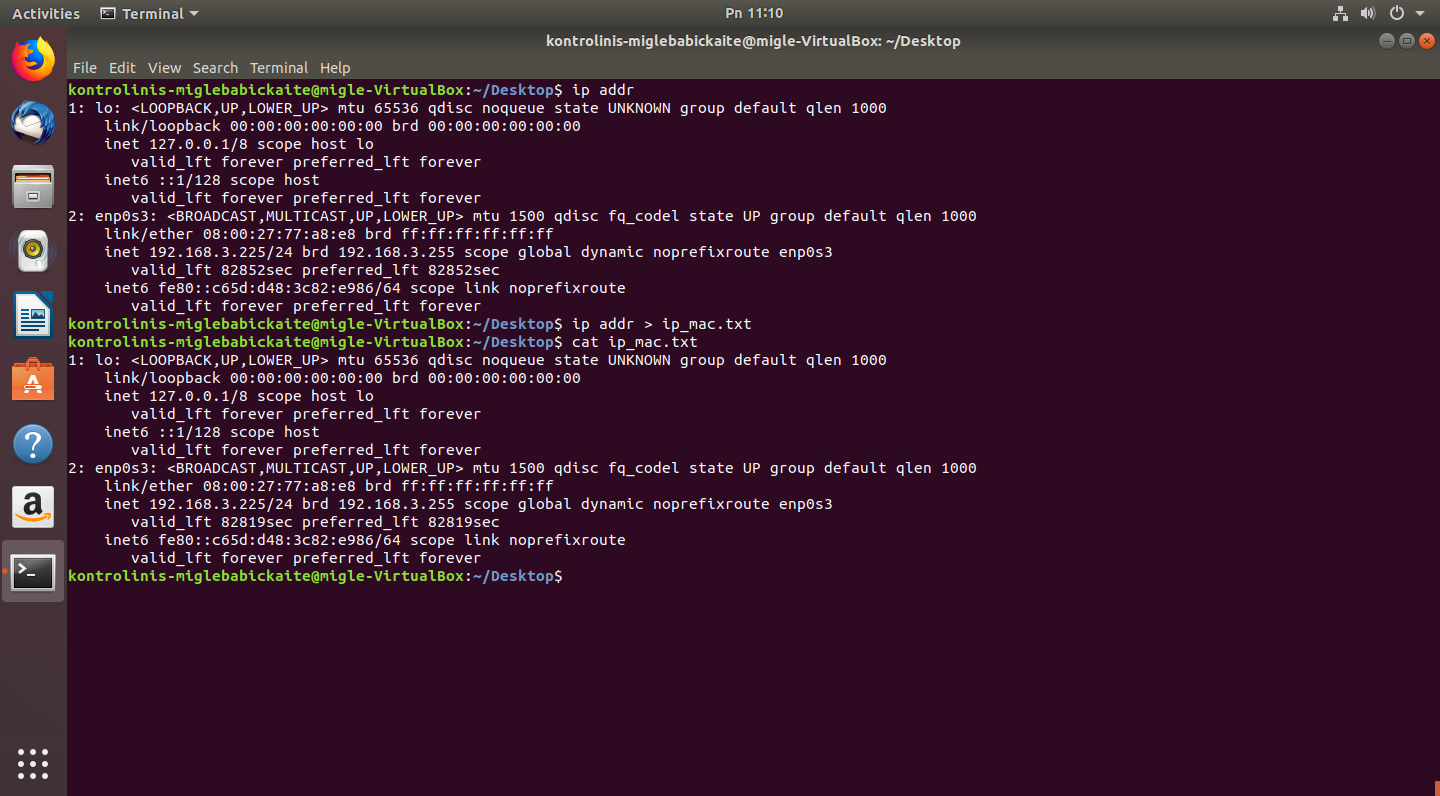 Activities Terminal Pn 11:10
kontrolinis-miglebabickaite@migle-VirtualBox: ~/Desktop
File Edit View Search Terminal Help
kontrolinis-miglebabickaite@migle-VirtualBox:~/Desktop$ ip addr
1: lo: <LOOPBACK,UP,LOWER_UP> mtu 65536 qdisc noqueue state UNKNOWN group default qlen 1000
    link/loopback 00:00:00:00:00:00 brd 00:00:00:00:00:00
    inet 127.0.0.1/8 scope host lo
       valid_lft forever preferred_lft forever
    inet6 ::1/128 scope host
       valid_lft forever preferred_lft forever
2: enp0s3: <BROADCAST,MULTICAST,UP,LOWER_UP> mtu 1500 qdisc fq_codel state UP group default qlen 1000
    link/ether 08:00:27:77:a8:e8 brd ff:ff:ff:ff:ff:ff
    inet 192.168.3.225/24 brd 192.168.3.255 scope global dynamic noprefixroute enp0s3
       valid_lft 82852sec preferred_lft 82852sec
    inet6 fe80::c65d:d48:3c82:e986/64 scope link noprefixroute
       valid_lft forever preferred_lft forever
kontrolinis-miglebabickaite@migle-VirtualBox:~/Desktop$ ip addr > ip_mac.txt
kontrolinis-miglebabickaite@migle-VirtualBox:~/Desktop$ cat ip_mac.txt
1: lo: <LOOPBACK,UP,LOWER_UP> mtu 65536 qdisc noqueue state UNKNOWN group default qlen 1000
    link/loopback 00:00:00:00:00:00 brd 00:00:00:00:00:00
    inet 127.0.0.1/8 scope host lo
       valid_lft forever preferred_lft forever
    inet6 ::1/128 scope host
       valid_lft forever preferred_lft forever
2: enp0s3: <BROADCAST,MULTICAST,UP,LOWER_UP> mtu 1500 qdisc fq_codel state UP group default qlen 1000
    link/ether 08:00:27:77:a8:e8 brd ff:ff:ff:ff:ff:ff
    inet 192.168.3.225/24 brd 192.168.3.255 scope global dynamic noprefixroute enp0s3
       valid_lft 82819sec preferred_lft 82819sec
    inet6 fe80::c65d:d48:3c82:e986/64 scope link noprefixroute
       valid_lft forever preferred_lft forever
kontrolinis-miglebabickaite@migle-VirtualBox:~/Desktop$